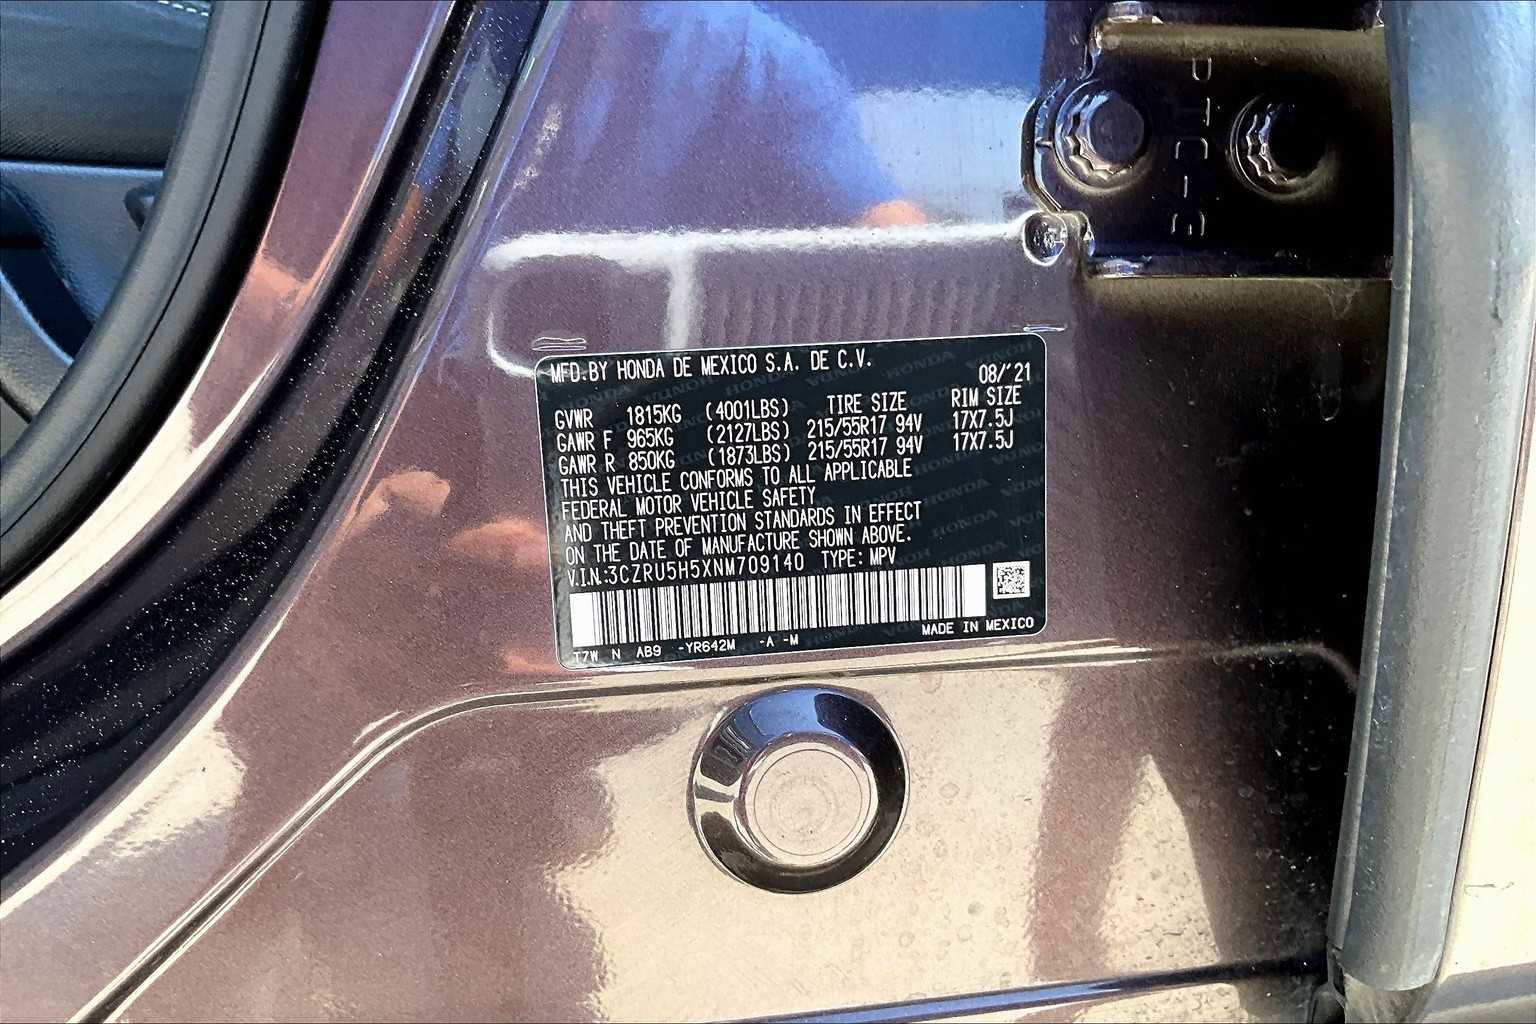 PTC-3
MFD.BY HONDA DE MEXICO S.A. DE C.V.
08/'21
GVWR 1815KG (4001LBS) TIRE SIZE RIM SIZE
GAWR F 965KG (2127LBS) 215/55R17 94V 17X7.5J
GAWR R 850KG (1873LBS) 215/55R17 94V 17X7.5J
THIS VEHICLE CONFORMS TO ALL APPLICABLE
FEDERAL MOTOR VEHICLE SAFETY
AND THEFT PREVENTION STANDARDS IN EFFECT
ON THE DATE OF MANUFACTURE SHOWN ABOVE.
V.I.N.:3CZRU5H5XNM709140 TYPE: MPV
T7W N AB9 -YR642M -A -M MADE IN MEXICO